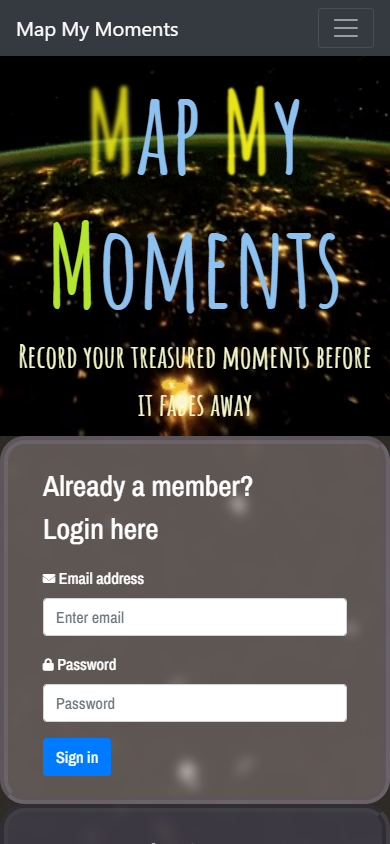 Map My Moments
Map My
Moments
Record your treasured moments before
it fades away
Already a member?
Login here
Email address
Enter email
Password
Password
Sign in